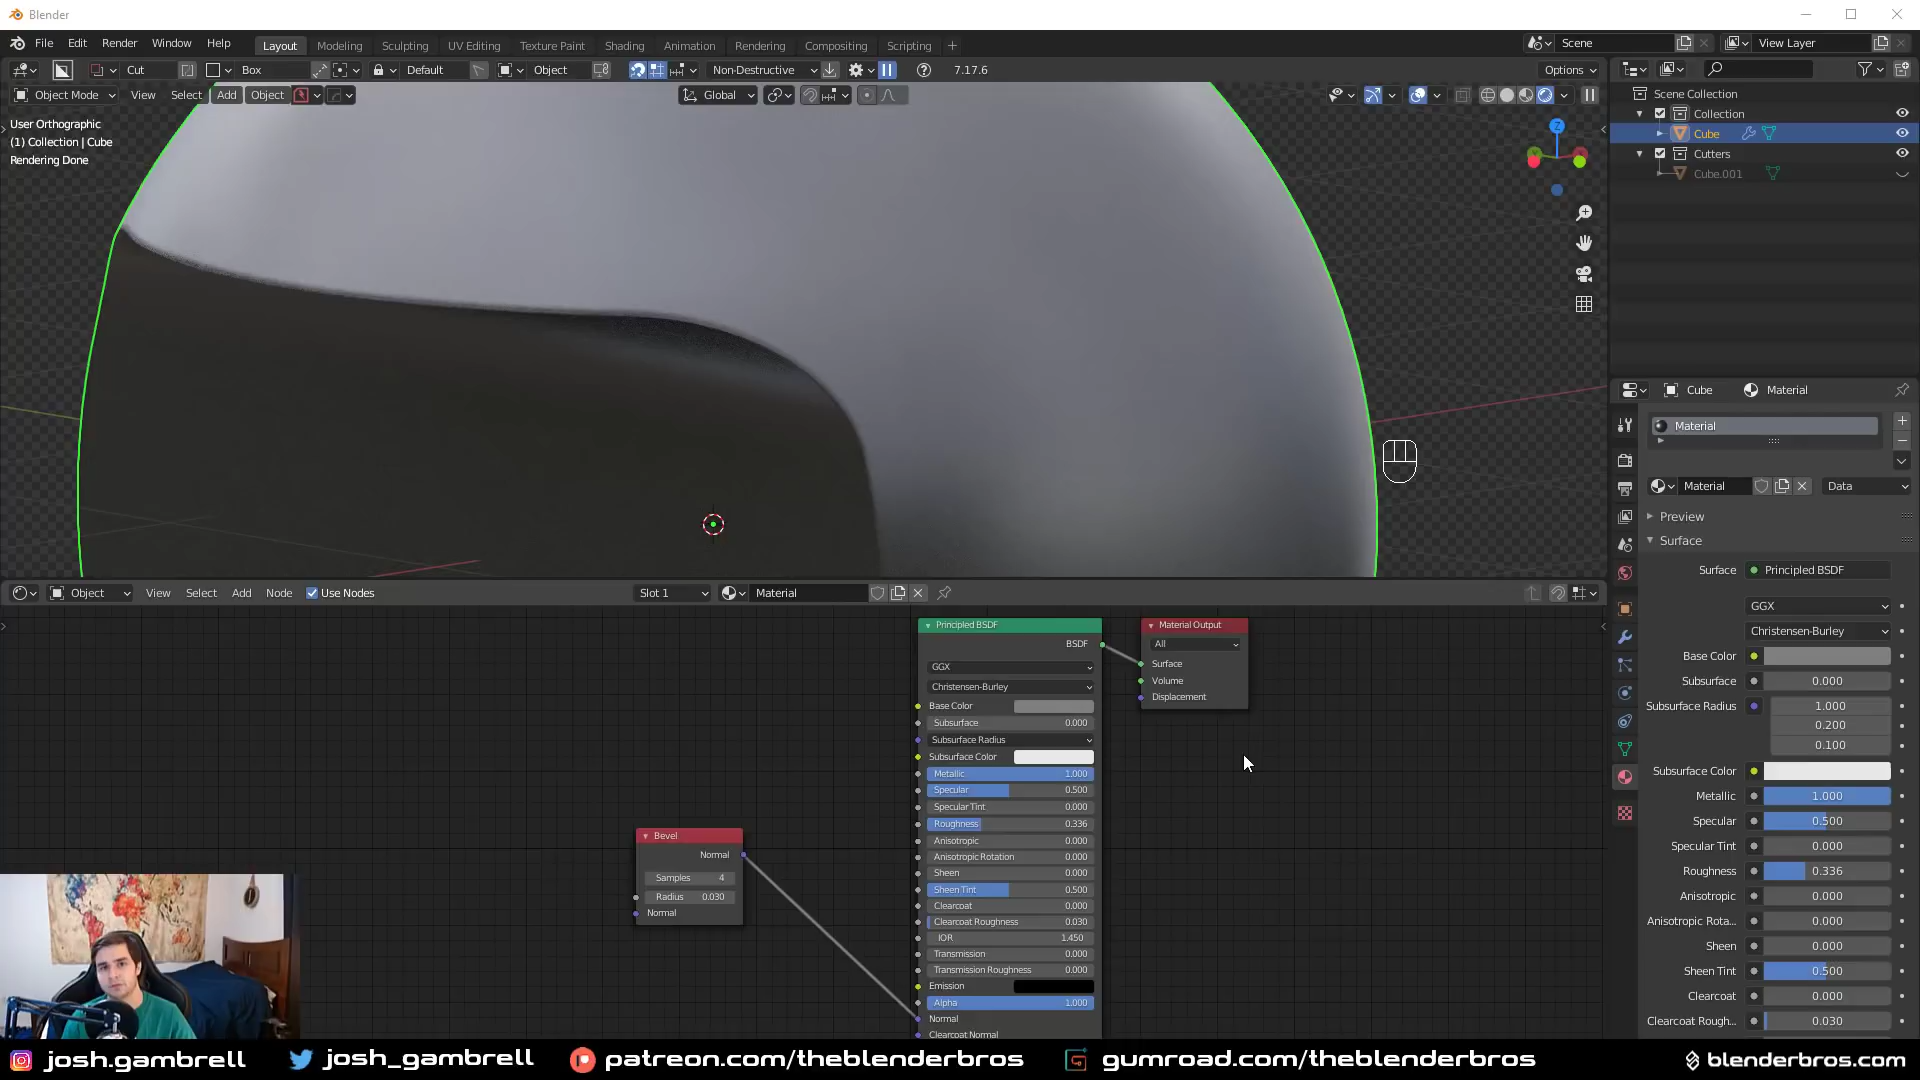 Blender
File Edit Render Window Help
Layout Modeling Sculpting UV Editing Texture Paint Shading Animation Rendering Compositing Scripting +
Scene
View Layer
Cut Box Default Object Non-Destructive 7.17.6 Options
Object Mode View Select Add Object Global
User Orthographic
(1) Collection | Cube
Rendering Done
Z
Scene Collection
Collection
Cube
Cutters
Cube.001
Cube Material
Material
Material Data
Preview
Surface
Surface Principled BSDF
GGX
Christensen-Burley
Base Color
Subsurface 0.000
Subsurface Radius 1.000
0.200
0.100
Subsurface Color
Metallic 1.000
Specular 0.500
Specular Tint 0.000
Roughness 0.336
Anisotropic 0.000
Anisotropic Rota... 0.000
Sheen 0.000
Sheen Tint 0.500
Clearcoat 0.000
Clearcoat Rough... 0.030
Object View Select Add Node Use Nodes Slot 1 Material
Bevel
Normal
Samples 4
Radius 0.030
Normal
Principled BSDF
BSDF
GGX
Christensen-Burley
Base Color
Subsurface 0.000
Subsurface Radius
Subsurface Color
Metallic 1.000
Specular 0.500
Specular Tint 0.000
Roughness 0.336
Anisotropic 0.000
Anisotropic Rotation 0.000
Sheen 0.000
Sheen Tint 0.500
Clearcoat 0.000
Clearcoat Roughness 0.030
IOR 1.450
Transmission 0.000
Transmission Roughness 0.000
Emission
Alpha 1.000
Normal
Clearcoat Normal
Material Output
All
Surface
Volume
Displacement
josh.gambrell josh_gambrell patreon.com/theblenderbros gumroad.com/theblenderbros blenderbros.com